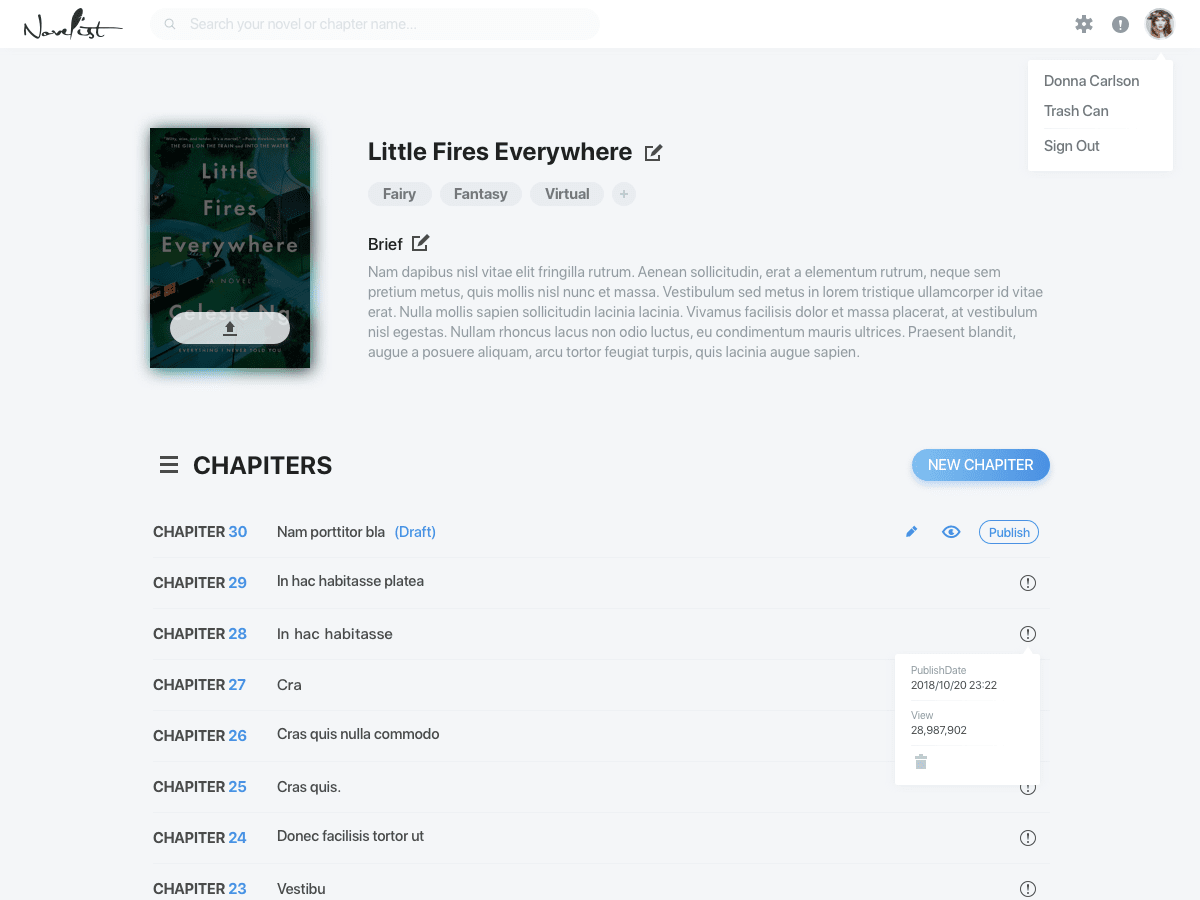 Novelist
Search your novel or chapter name...
Donna Carlson
Trash Can
Sign Out
THE GIRL ON THE TRAIN and INTO THE WATER
Little
Fires
Everywhere
A NOVEL
Celeste Ng
EVERYTHING I NEVER TOLD YOU
Little Fires Everywhere
Fairy Fantasy Virtual +
Brief
Nam dapibus nisl vitae elit fringilla rutrum. Aenean sollicitudin, erat a elementum rutrum, neque sem
pretium metus, quis mollis nisl nunc et massa. Vestibulum sed metus in lorem tristique ullamcorper id vitae
erat. Nulla mollis sapien sollicitudin lacinia lacinia. Vivamus facilisis dolor et massa placerat, at vestibulum
nisl egestas. Nullam rhoncus lacus non odio luctus, eu condimentum mauris ultrices. Praesent blandit,
augue a posuere aliquam, arcu tortor feugiat turpis, quis lacinia augue sapien.
CHAPITERS
NEW CHAPITER
CHAPITER 30 Nam porttitor bla (Draft) Publish
CHAPITER 29 In hac habitasse platea
CHAPITER 28 In hac habitasse
CHAPITER 27 Cra
PublishDate
2018/10/20 23:22
View
28,987,902
CHAPITER 26 Cras quis nulla commodo
CHAPITER 25 Cras quis.
CHAPITER 24 Donec facilisis tortor ut
CHAPITER 23 Vestibu